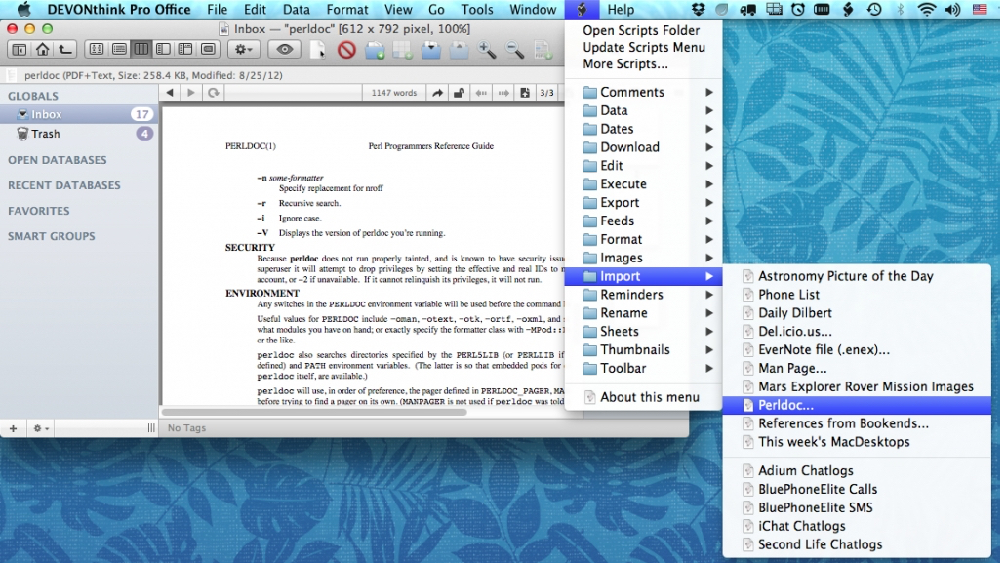 DEVONthink Pro Office File Edit Data Format View Go Tools Window Help
Inbox — "perldoc" [612 x 792 pixel, 100%]
perldoc (PDF+Text, Size: 258.4 KB, Modified: 8/25/12)
GLOBALS
Inbox 17
Trash 4
OPEN DATABASES
RECENT DATABASES
FAVORITES
SMART GROUPS
1147 words 3/3
PERLDOC(1) Perl Programmers Reference Guide
-n some-formatter
Specify replacement for nroff
-r Recursive search.
-i Ignore case.
-V Displays the version of perldoc you're running.
SECURITY
Because perldoc does not run properly tainted, and is known to have security issu
superuser it will attempt to drop privileges by setting the effective and real IDs to n
account, or -2 if unavailable. If it cannot relinquish its privileges, it will not run.
ENVIRONMENT
Any switches in the PERLDOC environment variable will be used before the command l
Useful values for PERLDOC include -oman, -otext, -otk, -ortf, -oxml, and
what modules you have on hand; or exactly specify the formatter class with -MPod::
or the like.
perldoc also searches directories specified by the PERL5LIB (or PERLLIB if
defined) and PATH environment variables. (The latter is so that embedded pods for
perldoc itself, are available.)
perldoc will use, in order of preference, the pager defined in PERLDOC_PAGER, MA
before trying to find a pager on its own. (MANPAGER is not used if perldoc was told
No Tags
Open Scripts Folder
Update Scripts Menu
More Scripts...
Comments
Data
Dates
Download
Edit
Execute
Export
Feeds
Format
Images
Import
Reminders
Rename
Sheets
Thumbnails
Toolbar
About this menu
Astronomy Picture of the Day
Phone List
Daily Dilbert
Del.icio.us...
EverNote file (.enex)...
Man Page...
Mars Explorer Rover Mission Images
Perldoc...
References from Bookends...
This week's MacDesktops
Adium Chatlogs
BluePhoneElite Calls
BluePhoneElite SMS
iChat Chatlogs
Second Life Chatlogs